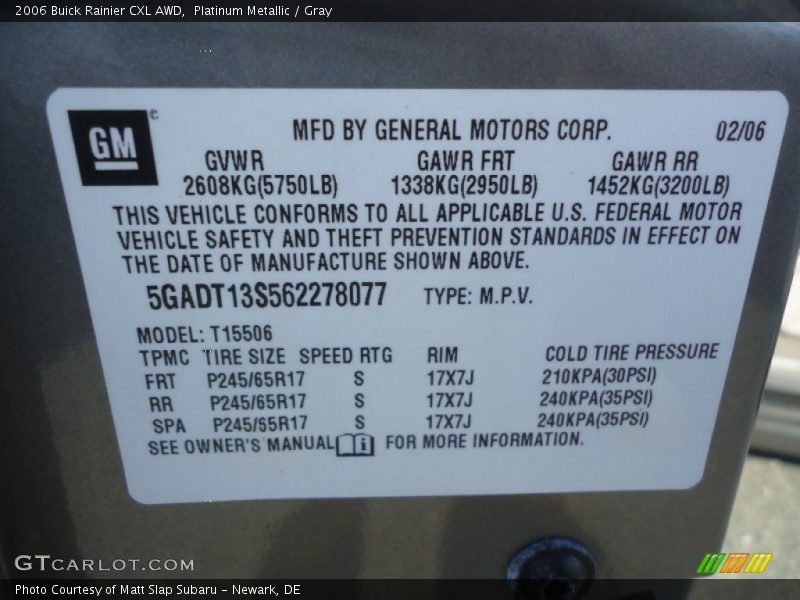 2006 Buick Rainier CXL AWD,  Platinum Metallic / Gray
GM ©
MFD BY GENERAL MOTORS CORP. 02/06
GVWR GAWR FRT GAWR RR
2608KG(5750LB) 1338KG(2950LB) 1452KG(3200LB)
THIS VEHICLE CONFORMS TO ALL APPLICABLE U.S. FEDERAL MOTOR
VEHICLE SAFETY AND THEFT PREVENTION STANDARDS IN EFFECT ON
THE DATE OF MANUFACTURE SHOWN ABOVE.
5GADT13S562278077 TYPE: M.P.V.
MODEL: T15506
TPMC TIRE SIZE SPEED RTG RIM COLD TIRE PRESSURE
FRT P245/65R17 S 17X7J 210KPA(30PSI)
RR P245/65R17 S 17X7J 240KPA(35PSI)
SPA P245/65R17 S 17X7J 240KPA(35PSI)
SEE OWNER'S MANUAL i FOR MORE INFORMATION.
GTCARLOT.COM
Photo Courtesy of Matt Slap Subaru - Newark, DE